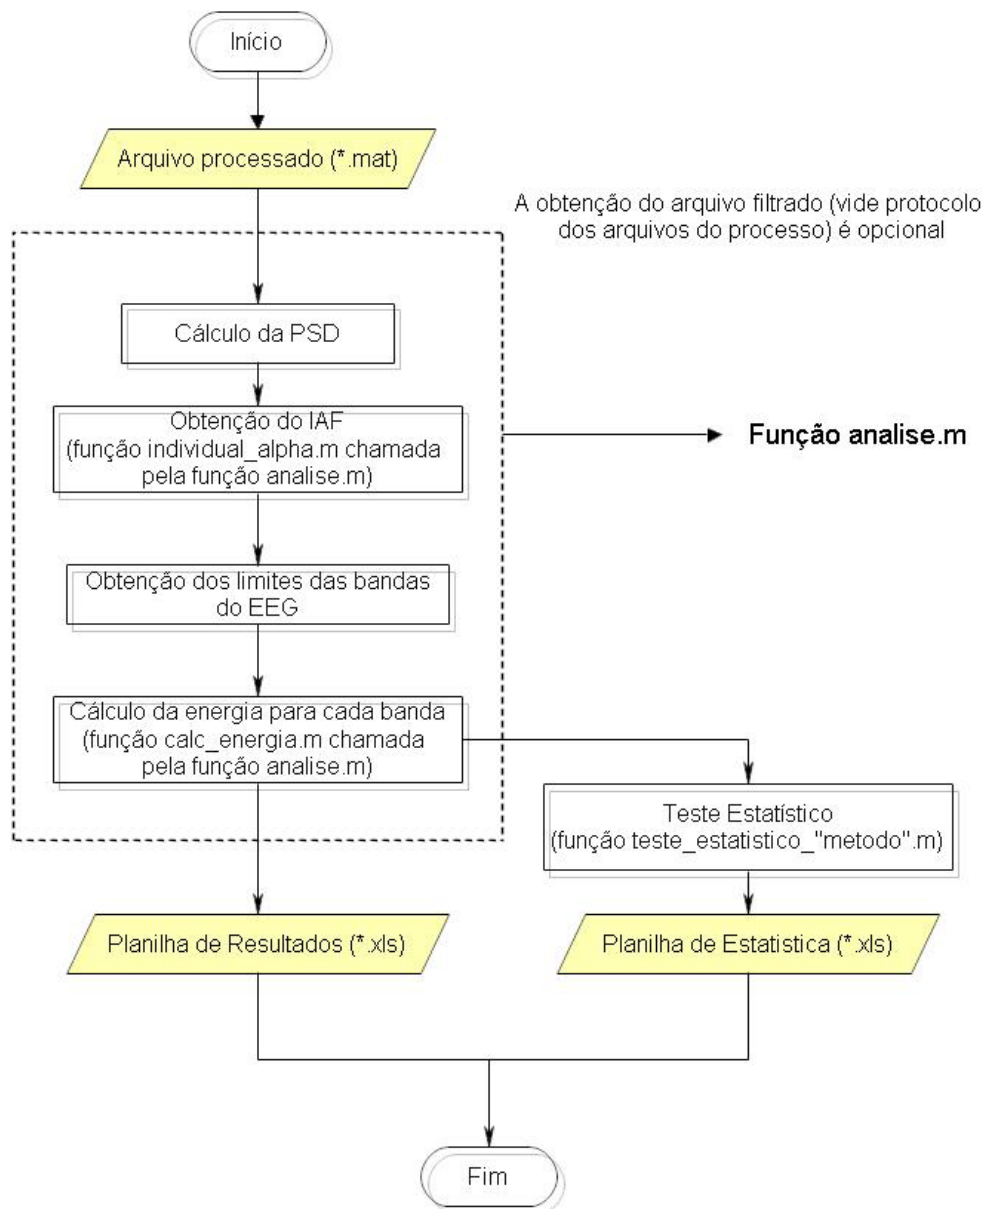 Início
Arquivo processado (*.mat)
A obtenção do arquivo filtrado (vide protocolo
dos arquivos do processo) é opcional
Cálculo da PSD
Obtenção do IAF
(função individual_alpha.m chamada
pela função analise.m)
Função analise.m
Obtenção dos limites das bandas
do EEG
Cálculo da energia para cada banda
(função calc_energia.m chamada
pela função analise.m)
Teste Estatístico
(função teste_estatistico_"metodo".m)
Planilha de Resultados (*.xls)
Planilha de Estatistica (*.xls)
Fim